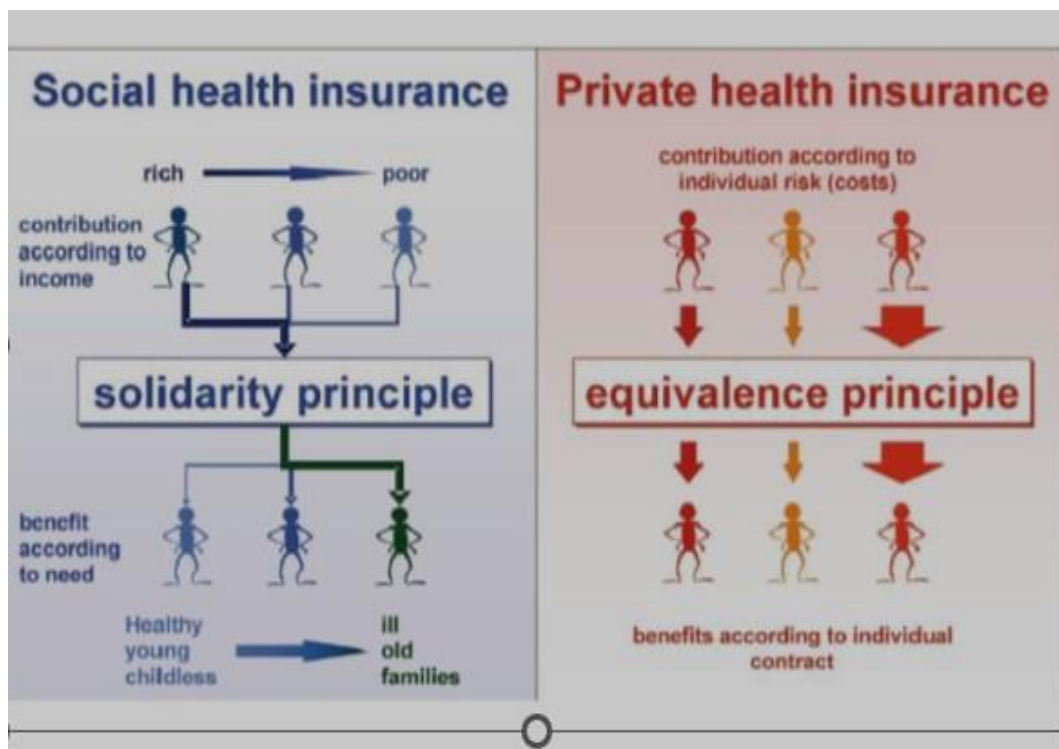 Social health insurance
rich
poor
contribution
according to
income
solidarity principle
benefit
according
to need
Healthy
young
childless
ill
old
families
Private health insurance
contribution according to
individual risk (costs)
equivalence principle
benefits according to individual
contract